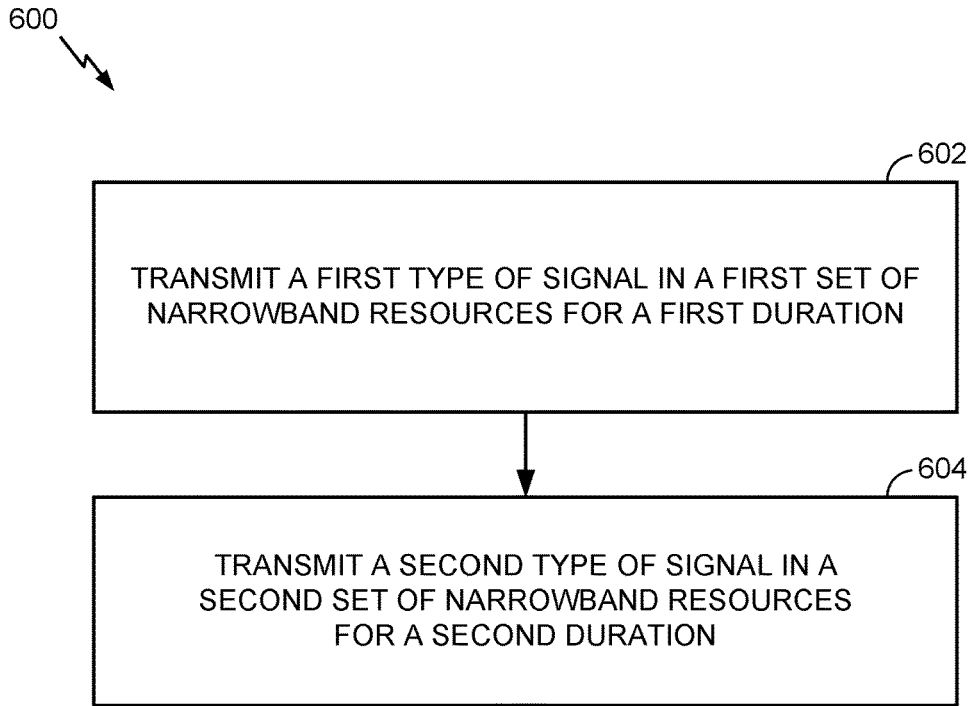 600
602
TRANSMIT A FIRST TYPE OF SIGNAL IN A FIRST SET OF
NARROWBAND RESOURCES FOR A FIRST DURATION
604
TRANSMIT A SECOND TYPE OF SIGNAL IN A
SECOND SET OF NARROWBAND RESOURCES
FOR A SECOND DURATION